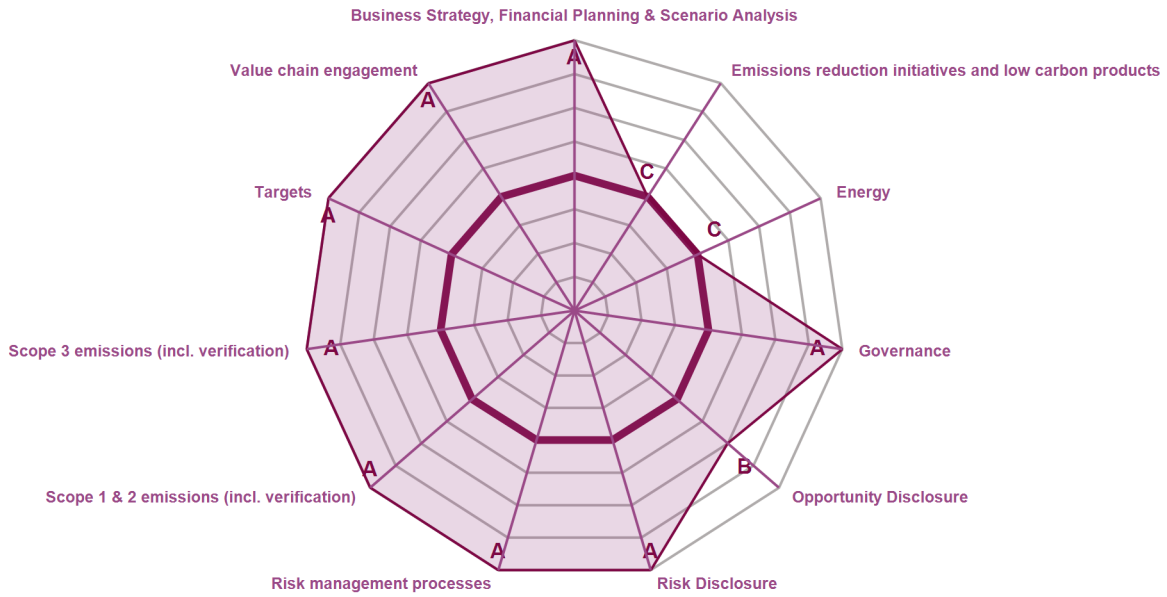 Business Strategy, Financial Planning & Scenario Analysis
A
Value chain engagement
A
Emissions reduction initiatives and low carbon products
C
Targets
A
Energy
C
Scope 3 emissions (incl. verification)
A
Governance
A
Scope 1 & 2 emissions (incl. verification)
A
Opportunity Disclosure
B
Risk management processes
A
Risk Disclosure
A